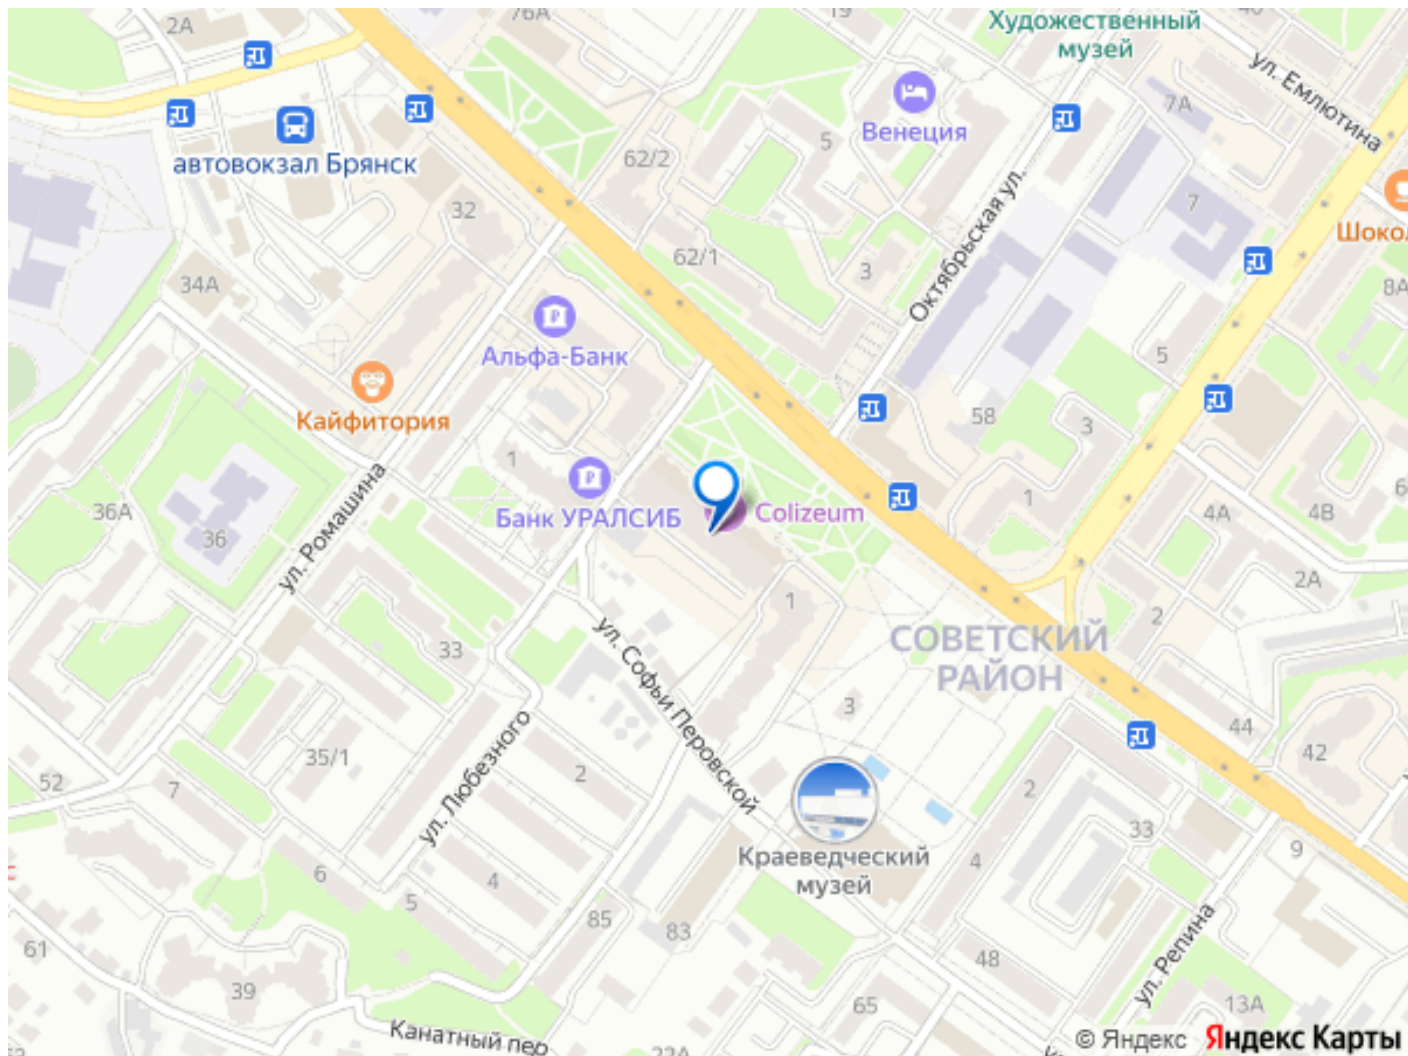 2А
76А
19
40
Художественный
музей
ул. Емлютина
7А
автовокзал Брянск
Венеция
5
62/2
32
7
Октябрьская ул.
Шокол
62/1
3
34А
8А
Альфа-Банк
5
Кайфитория
58
3
1
Банк УРАЛСИБ
Colizeum
1
36А
36
ул. Ромашина
4А
4В
6
2А
1
2
ул. Софьи Перовской
СОВЕТСКИЙ
РАЙОН
33
3
44
42
35/1
ул. Любезного
52
7
2
2
33
Краеведческий
музей
4
9
6
4
5
85
83
48
ул. Репина
61
39
65
13А
Канатный пер
22А
© Яндекс Яндекс Карты